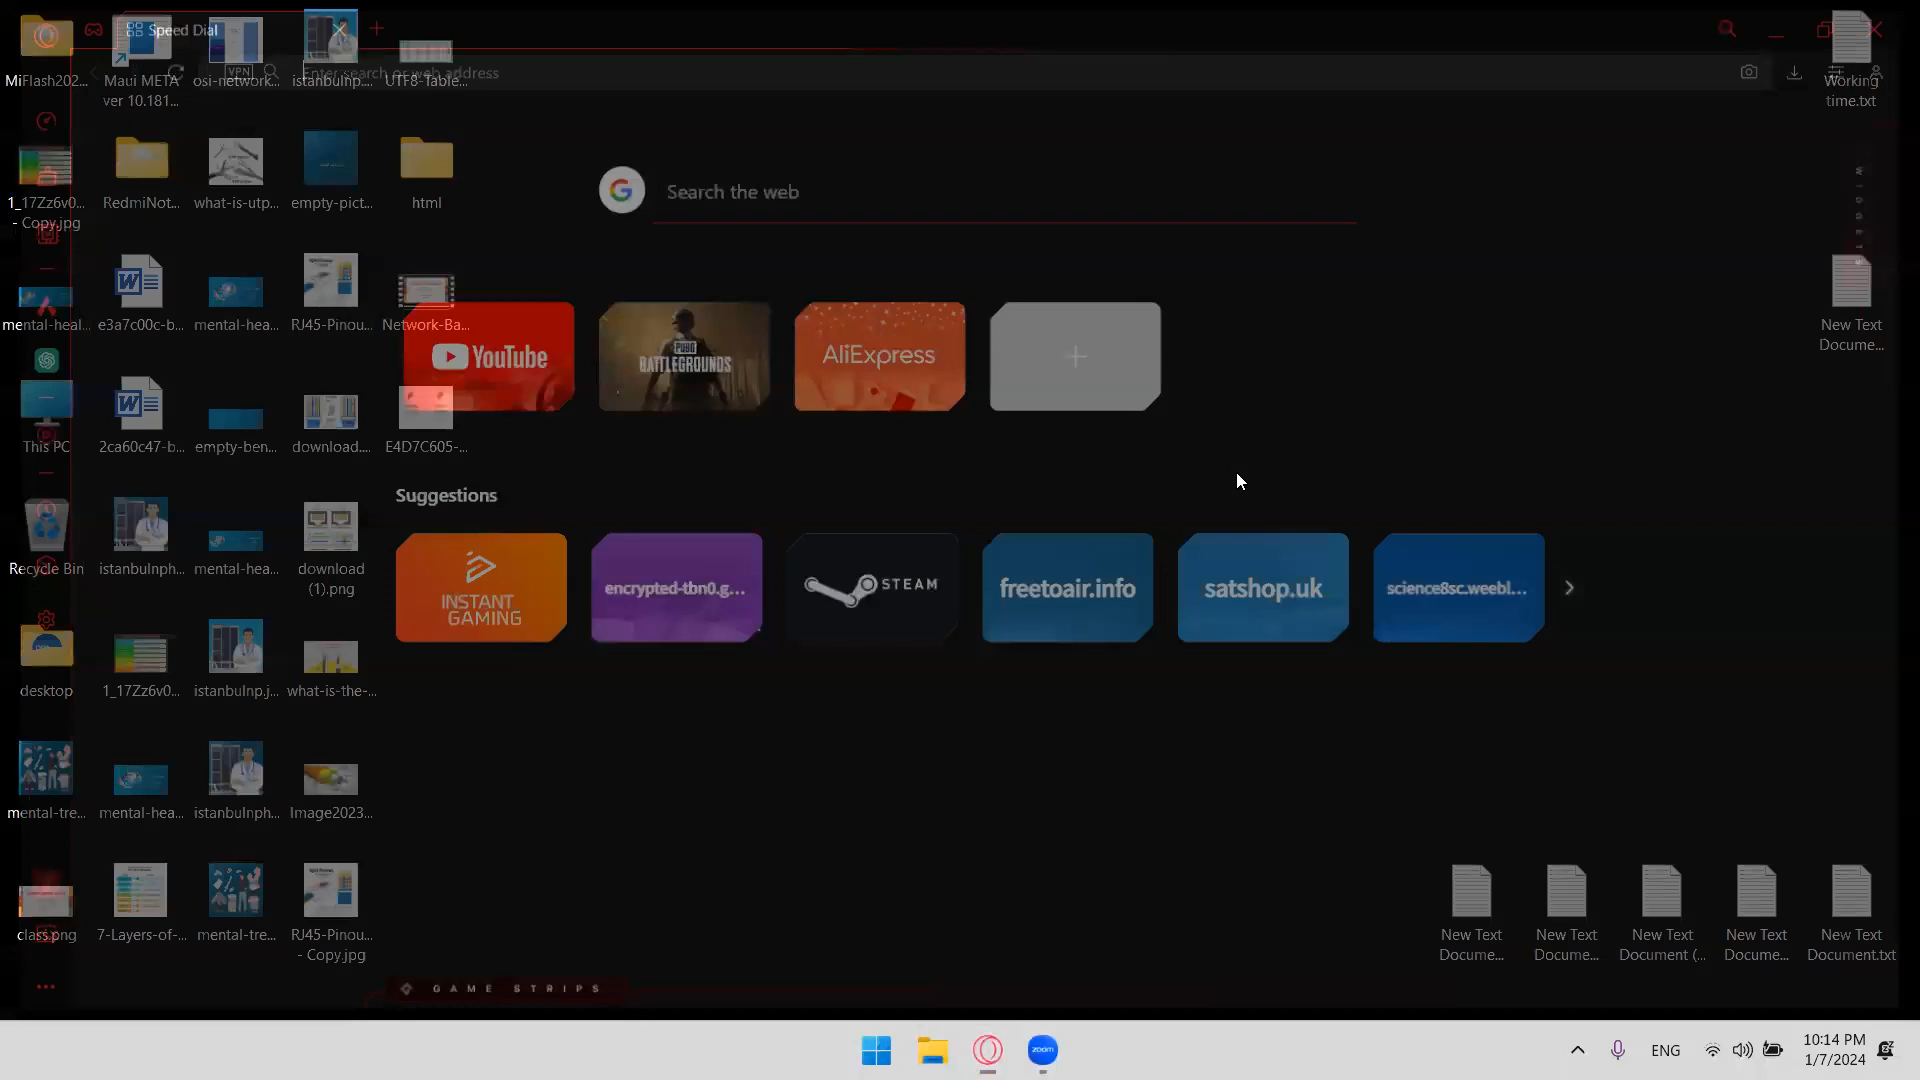 Speed Dial
VPN
Enter search or web address
MiFlash202...
Maui META
ver 10.181...
osi-network...
istanbulnp...
UTF8-Table...
Working
time.txt
Search the web
1_17Zz6v0...
- Copy.jpg
RedmiNot...
what-is-utp...
empty-pict...
html
mental-heal...
e3a7c00c-b...
mental-hea...
RJ45-Pinou...
Network-Ba...
New Text
Docume...
YouTube
PUBG
BATTLEGROUNDS
AliExpress
This PC
2ca60c47-b...
empty-ben...
download....
E4D7C605-...
Suggestions
Recycle Bin
istanbulnph...
mental-hea...
download
(1).png
INSTANT
GAMING
encrypted-tbn0.g...
STEAM
freetoair.info
satshop.uk
science8sc.weebl...
desktop
1_17Zz6v0...
istanbulnp.j...
what-is-the-...
mental-tre...
mental-hea...
istanbulnph...
Image2023...
class.png
7-Layers-of-...
mental-tre...
RJ45-Pinou...
- Copy.jpg
New Text
Docume...
New Text
Docume...
New Text
Document (...
New Text
Docume...
New Text
Document.txt
GAME STRIPS
zoom
ENG
10:14 PM
1/7/2024